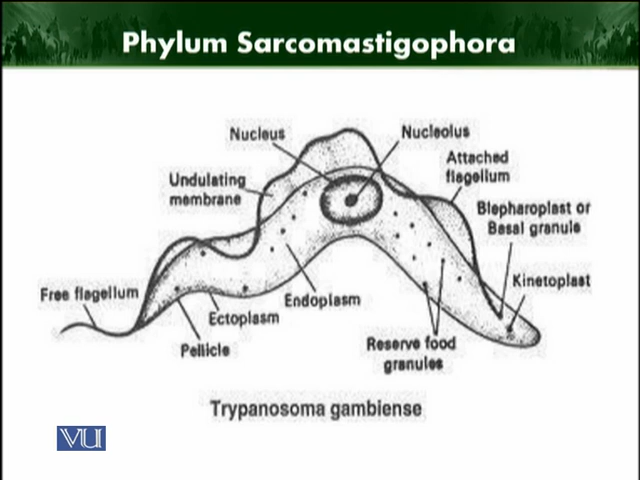 Phylum Sarcomastigophora
Nucleus
Nucleolus
Attached
flagellum
Undulating
membrane
Blepharoplast or
Basal granule
Kinetoplast
Free flagellum
Endoplasm
Ectoplasm
Pellicle
Reserve food
granules
Trypanosoma gambiense
VU